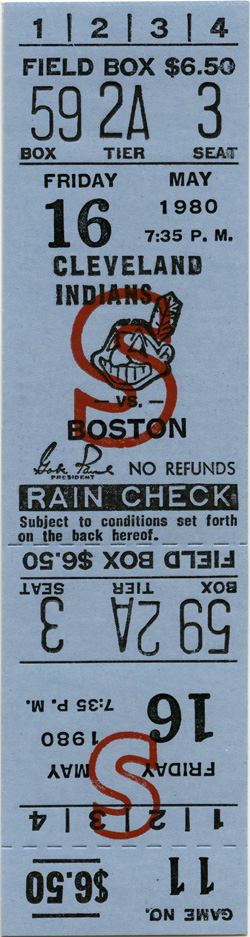 1 | 2 | 3 | 4
FIELD BOX $6.50
59 2A 3
BOX TIER SEAT
FRIDAY MAY
16 1980
7:35 P. M.
CLEVELAND
INDIANS
S
— VS. —
BOSTON
Gabe Paul
PRESIDENT
NO REFUNDS
RAIN CHECK
Subject to conditions set forth
on the back hereof.
FIELD BOX $6.50
BOX TIER SEAT
59 2A 3
16 7:35 P. M.
1980
FRIDAY MAY
S
1 | 2 | 3 | 4
11 $6.50
GAME NO.